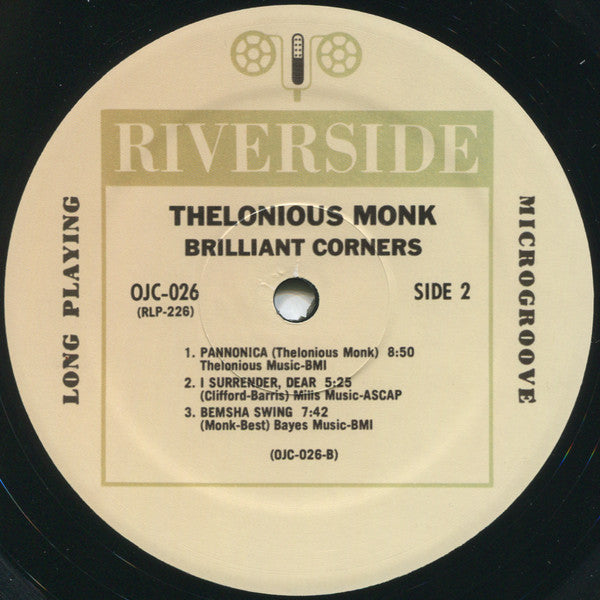 RIVERSIDE
THELONIOUS MONK
BRILLIANT CORNERS
OJC-026
(RLP-226)
SIDE 2
LONG PLAYING
MICROGROOVE
1. PANNONICA (Thelonious Monk) 8:50
Thelonious Music-BMI
2. I SURRENDER, DEAR 5:25
(Clifford-Barris) Mills Music-ASCAP
3. BEMSHA SWING 7:42
(Monk-Best) Bayes Music-BMI
(OJC-026-B)